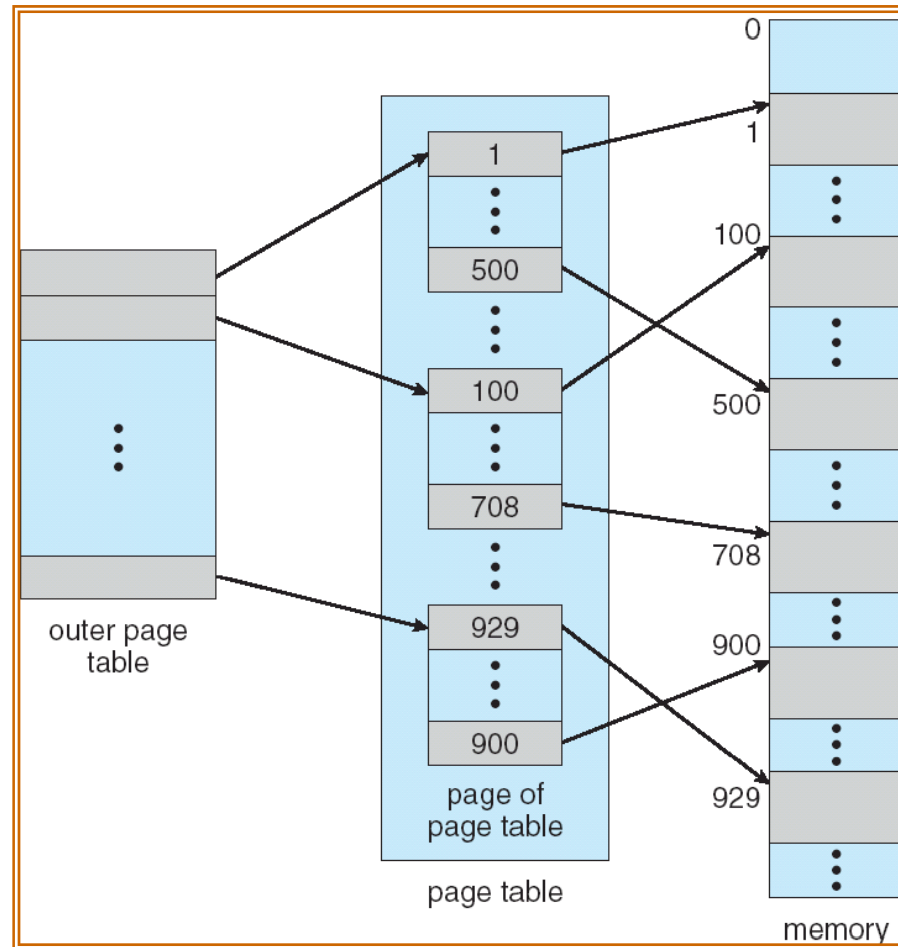 outer page
table
1
500
100
708
929
900
page of
page table
page table
0
1
100
500
708
900
929
memory